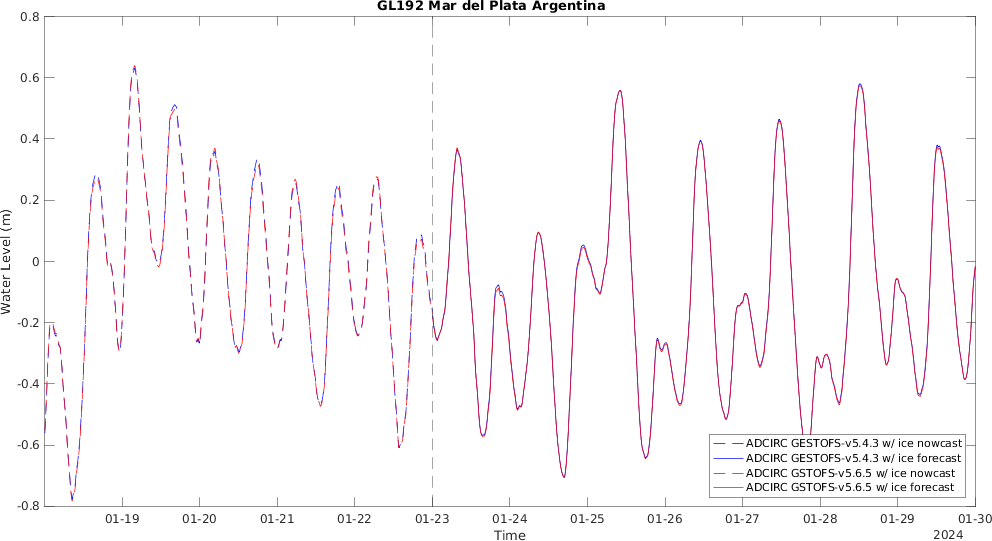 GL192 Mar del Plata Argentina
0.8
0.6
0.4
0.2
0
-0.2
-0.4
-0.6
-0.8
Water Level (m)
ADCIRC GESTOFS-v5.4.3 w/ ice nowcast
ADCIRC GESTOFS-v5.4.3 w/ ice forecast
ADCIRC GSTOFS-v5.6.5 w/ ice nowcast
ADCIRC GSTOFS-v5.6.5 w/ ice forecast
01-19 01-20 01-21 01-22 01-23 01-24 01-25 01-26 01-27 01-28 01-29 01-30
Time
2024